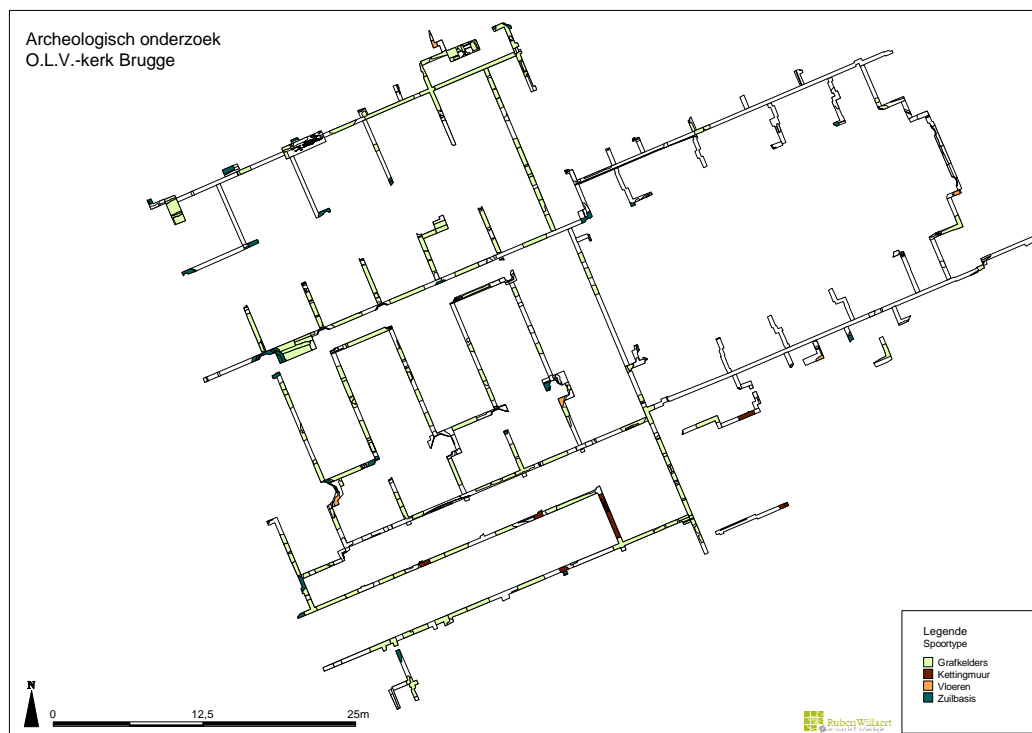 Archeologisch onderzoek
O.L.V.-kerk Brugge
Legende
Spoortype
Grafkelders
Kettingmuur
Vloeren
Zuilbasis
N
0 12,5 25m
RubenWillaert